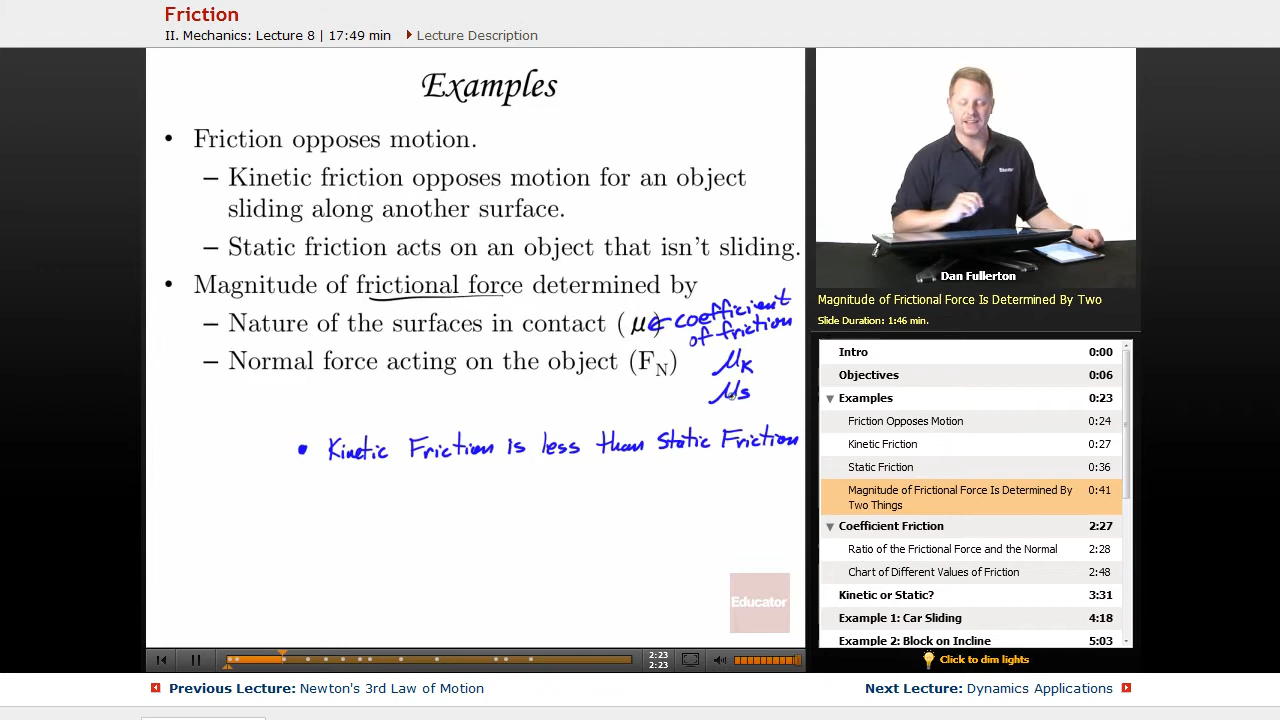 Friction
II. Mechanics: Lecture 8 | 17:49 min Lecture Description
Examples
• Friction opposes motion.
– Kinetic friction opposes motion for an object
sliding along another surface.
– Static friction acts on an object that isn't sliding.
• Magnitude of frictional force determined by
– Nature of the surfaces in contact ( μ ) ← coefficient
of friction
– Normal force acting on the object (FN)
μK
μs
• Kinetic Friction is less than Static Friction
Educator
Dan Fullerton
Magnitude of Frictional Force Is Determined By Two
Slide Duration: 1:46 min.
Intro 0:00
Objectives 0:06
Examples 0:23
Friction Opposes Motion 0:24
Kinetic Friction 0:27
Static Friction 0:36
Magnitude of Frictional Force Is Determined By 0:41
Two Things
Coefficient Friction 2:27
Ratio of the Frictional Force and the Normal 2:28
Chart of Different Values of Friction 2:48
Kinetic or Static? 3:31
Example 1: Car Sliding 4:18
Example 2: Block on Incline 5:03
2:23
2:23
Click to dim lights
Previous Lecture: Newton's 3rd Law of Motion
Next Lecture: Dynamics Applications